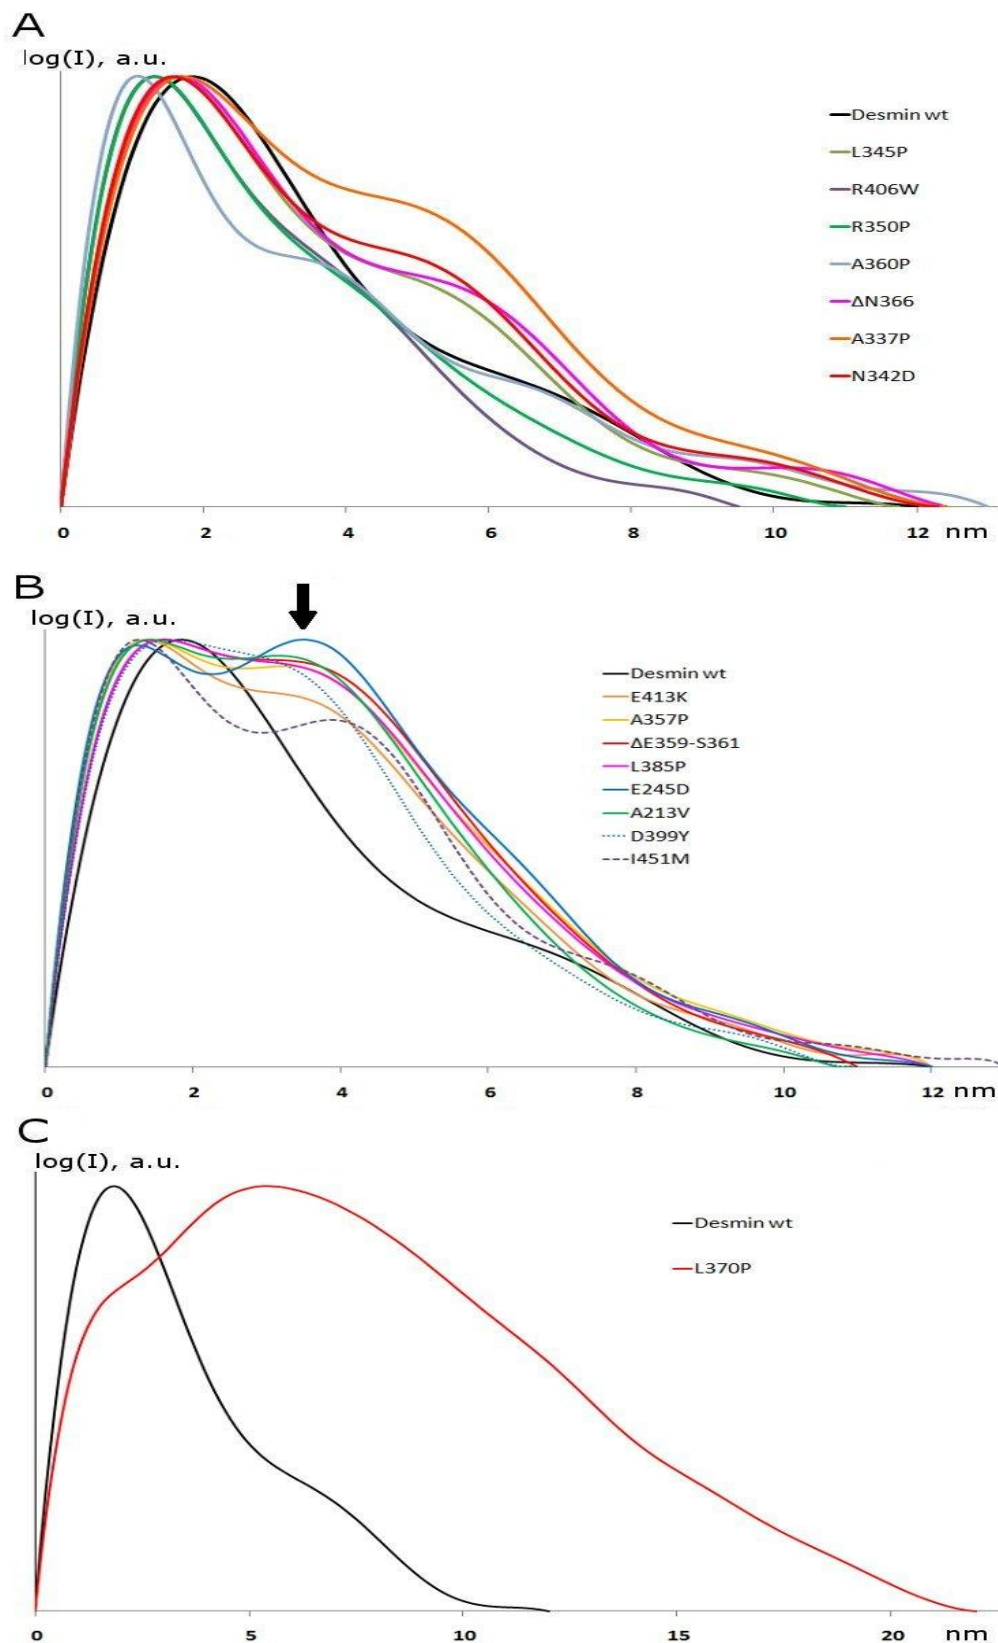 A
log(I), a.u.
Desmin wt
L345P
R406W
R350P
A360P
ΔN366
A337P
N342D
0 2 4 6 8 10 12 nm
B
log(I), a.u.
Desmin wt
E413K
A357P
ΔE359-S361
L385P
E245D
A213V
D399Y
I451M
0 2 4 6 8 10 12 nm
C
log(I), a.u.
Desmin wt
L370P
0 5 10 15 20 nm